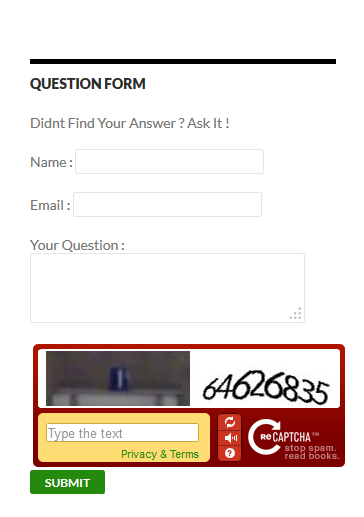 QUESTION FORM
Didnt Find Your Answer ? Ask It !
Name :
Email :
Your Question :
64626835
Type the text
Privacy & Terms
reCAPTCHA™
stop spam.
read books.
SUBMIT